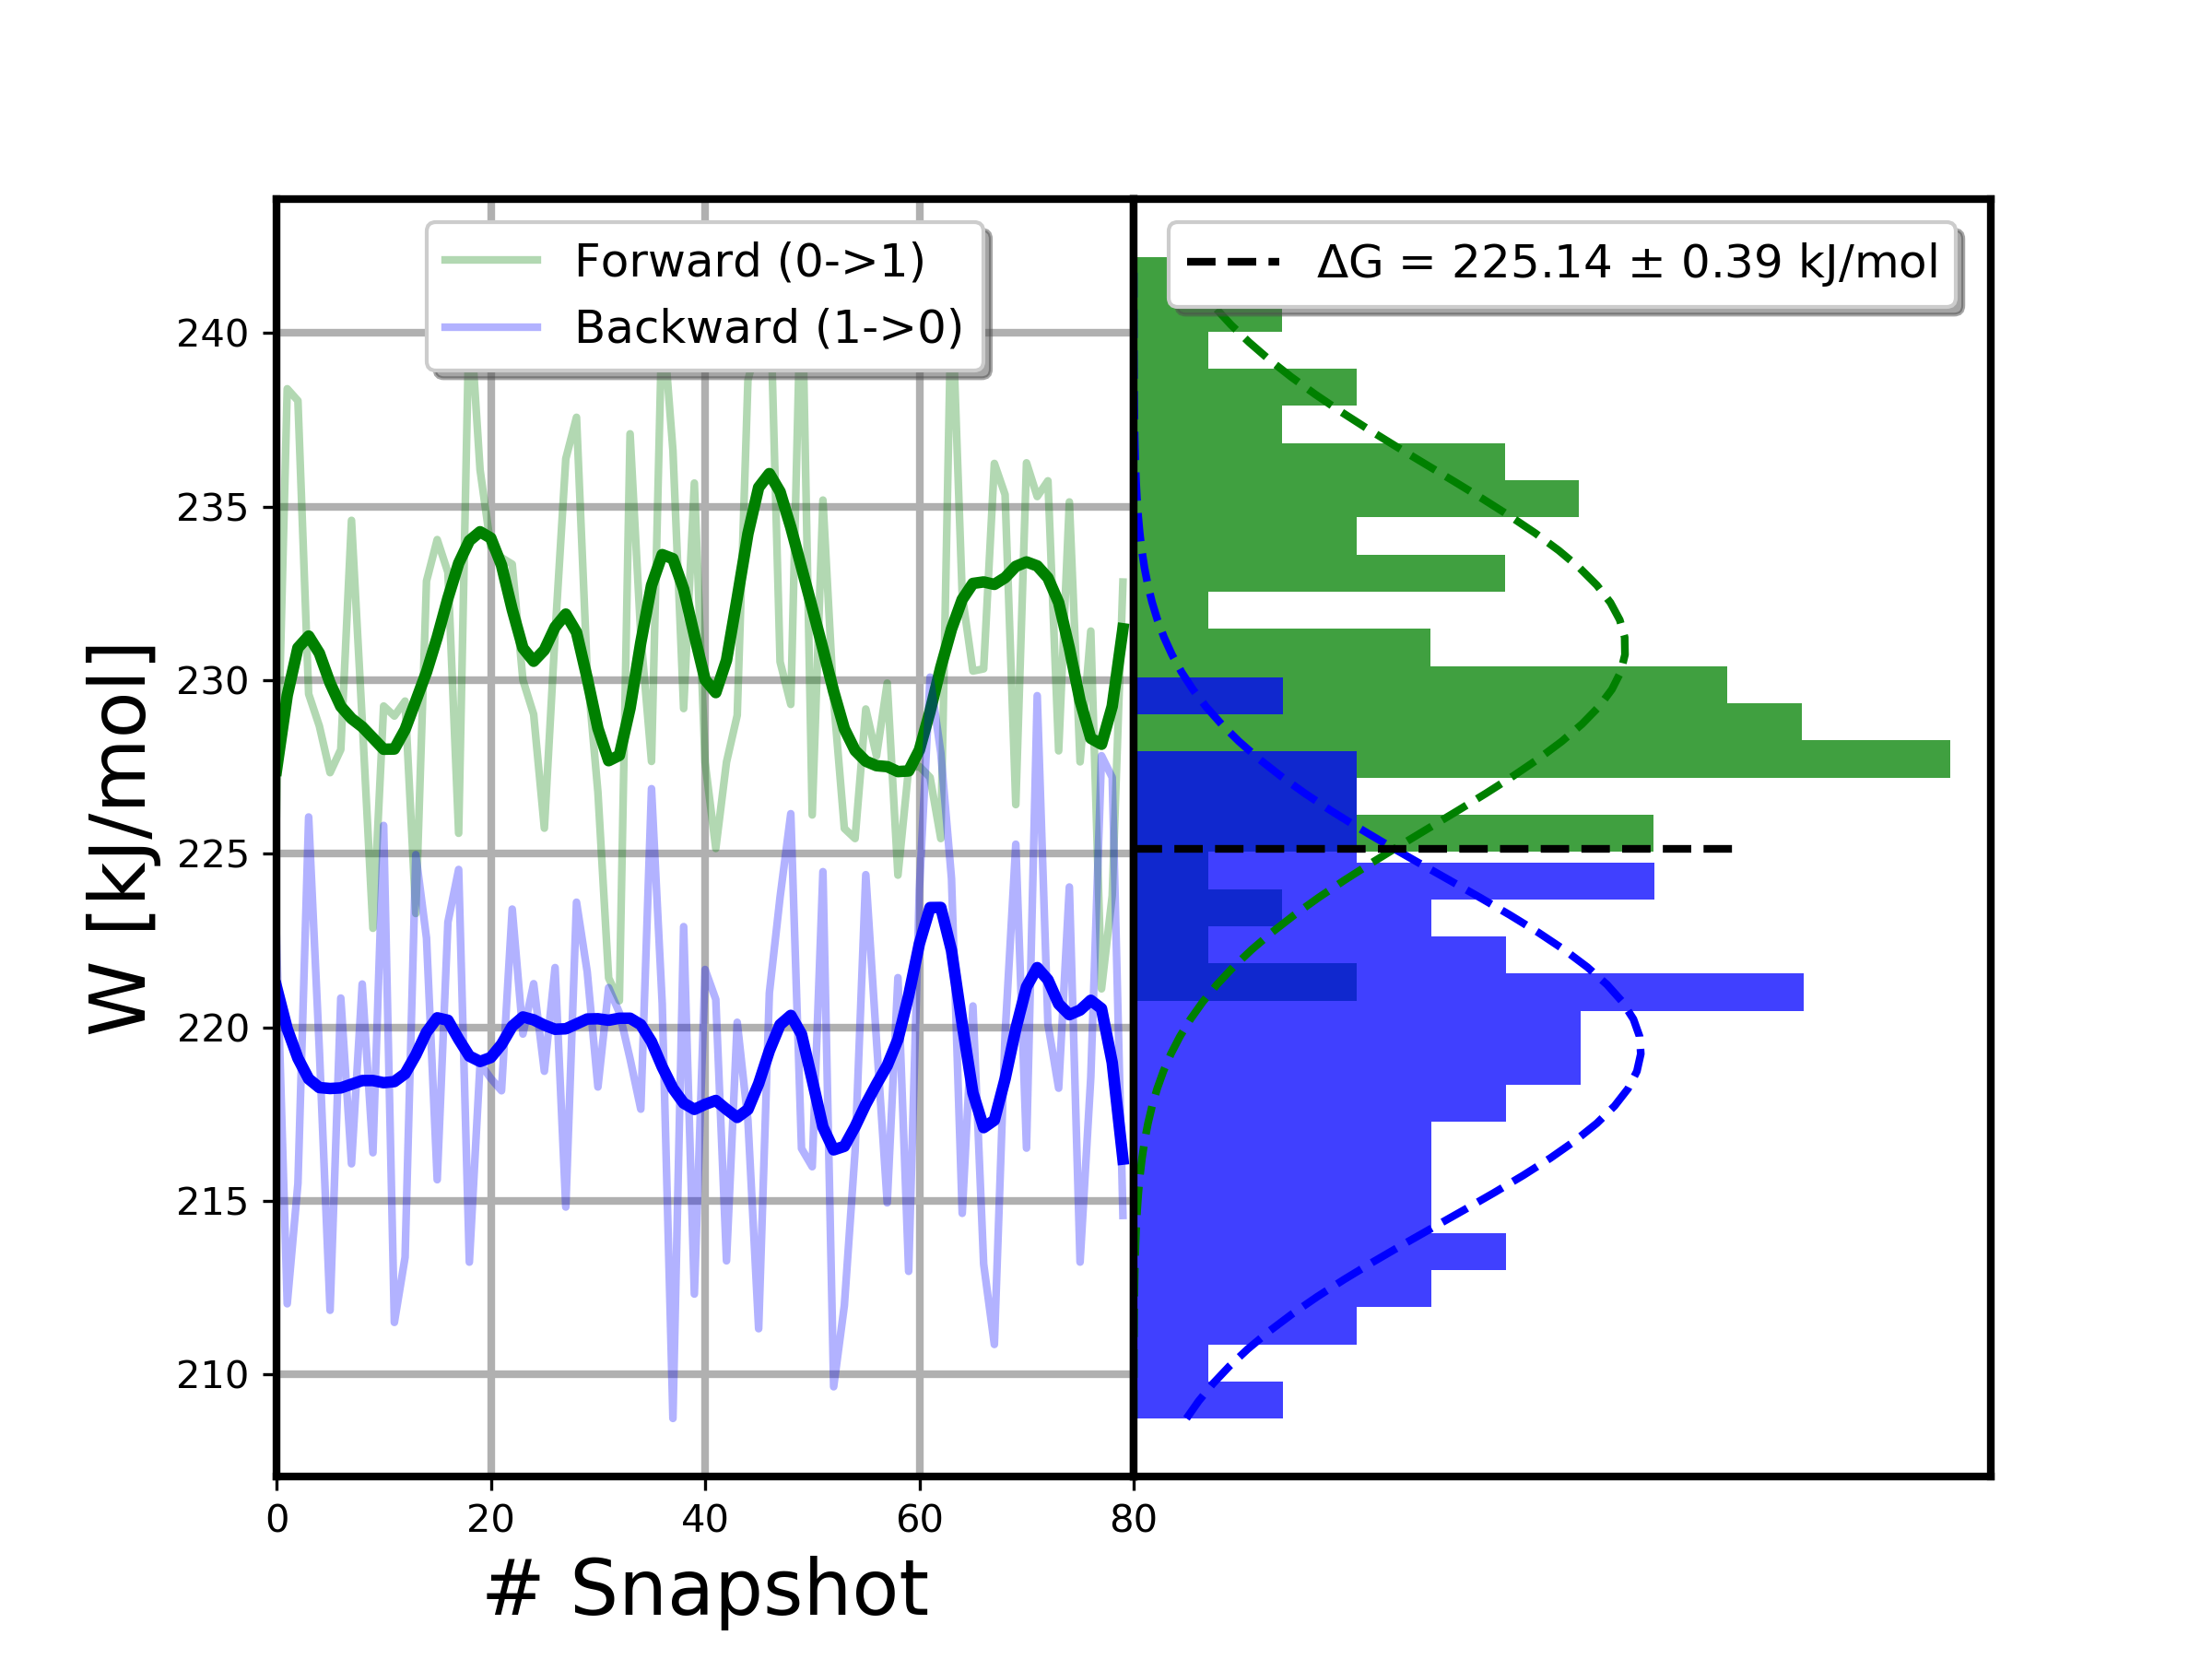 Forward (0->1)
Backward (1->0)
ΔG = 225.14 ± 0.39 kJ/mol
240
235
230
225
220
215
210
W [kJ/mol]
0 20 40 60 80
# Snapshot